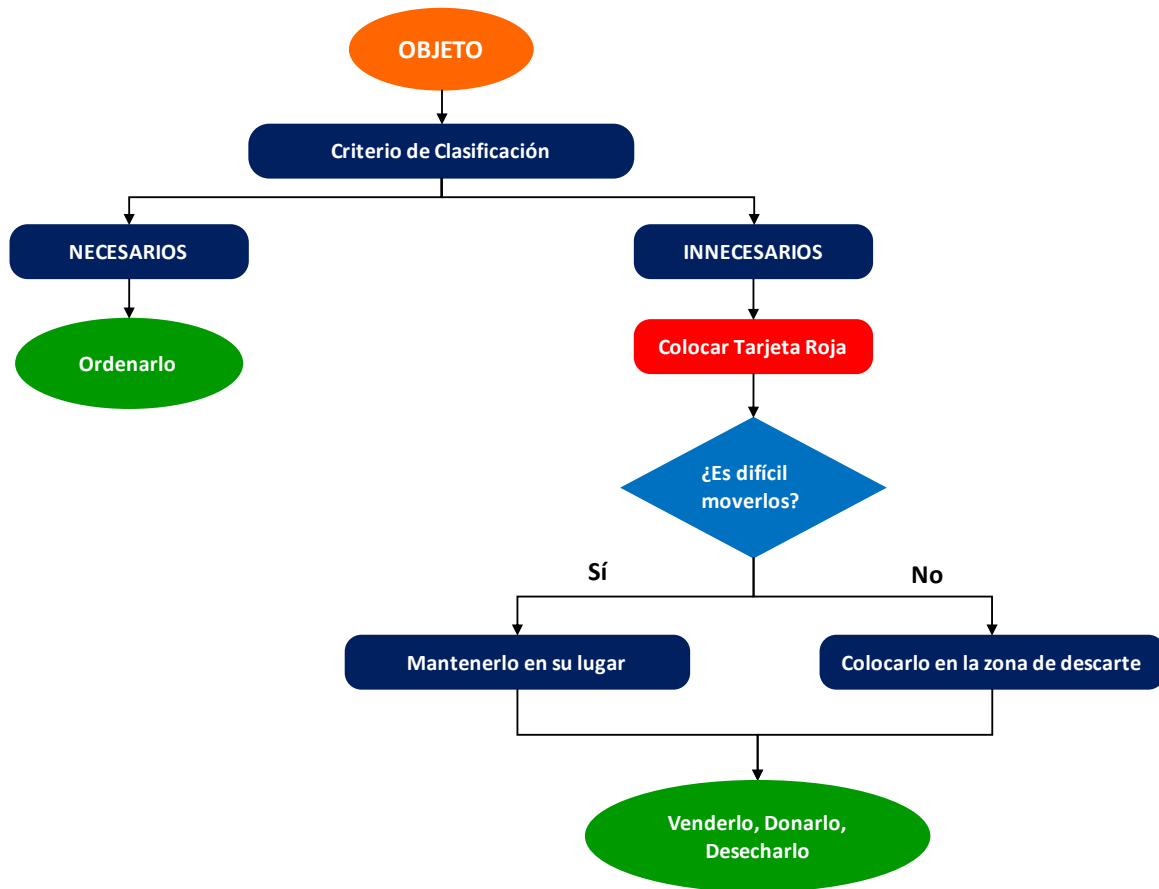 OBJETO
Criterio de Clasificación
NECESARIOS
INNECESARIOS
Ordenarlo
Colocar Tarjeta Roja
¿Es difícil
moverlos?
Sí
No
Mantenerlo en su lugar
Colocarlo en la zona de descarte
Venderlo, Donarlo,
Desecharlo